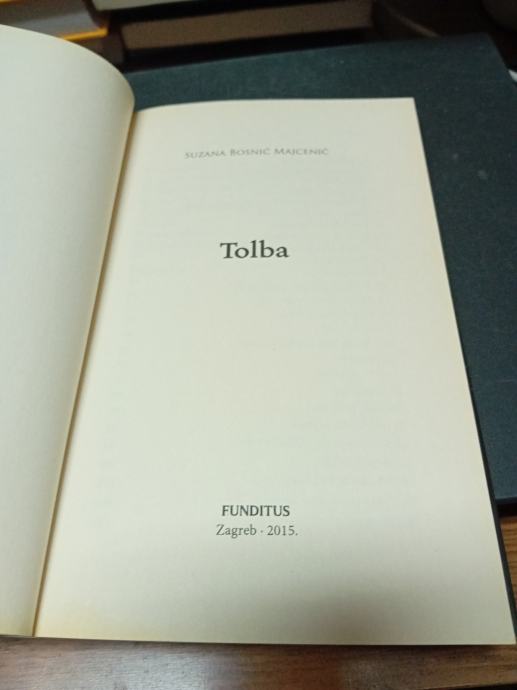 SUZANA BOSNIĆ MAJCENIĆ
Tolba
FUNDITUS
Zagreb · 2015.